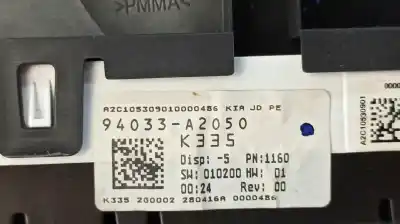 >PMMA<
A2C105309010000486 KIA JD PE
94033-A2050
K335
Disp: -5 PN:1160
SW: 010200 HW: 01
00:24 Rev: 00
K335 200002 280416A 0000486
A2C10530901